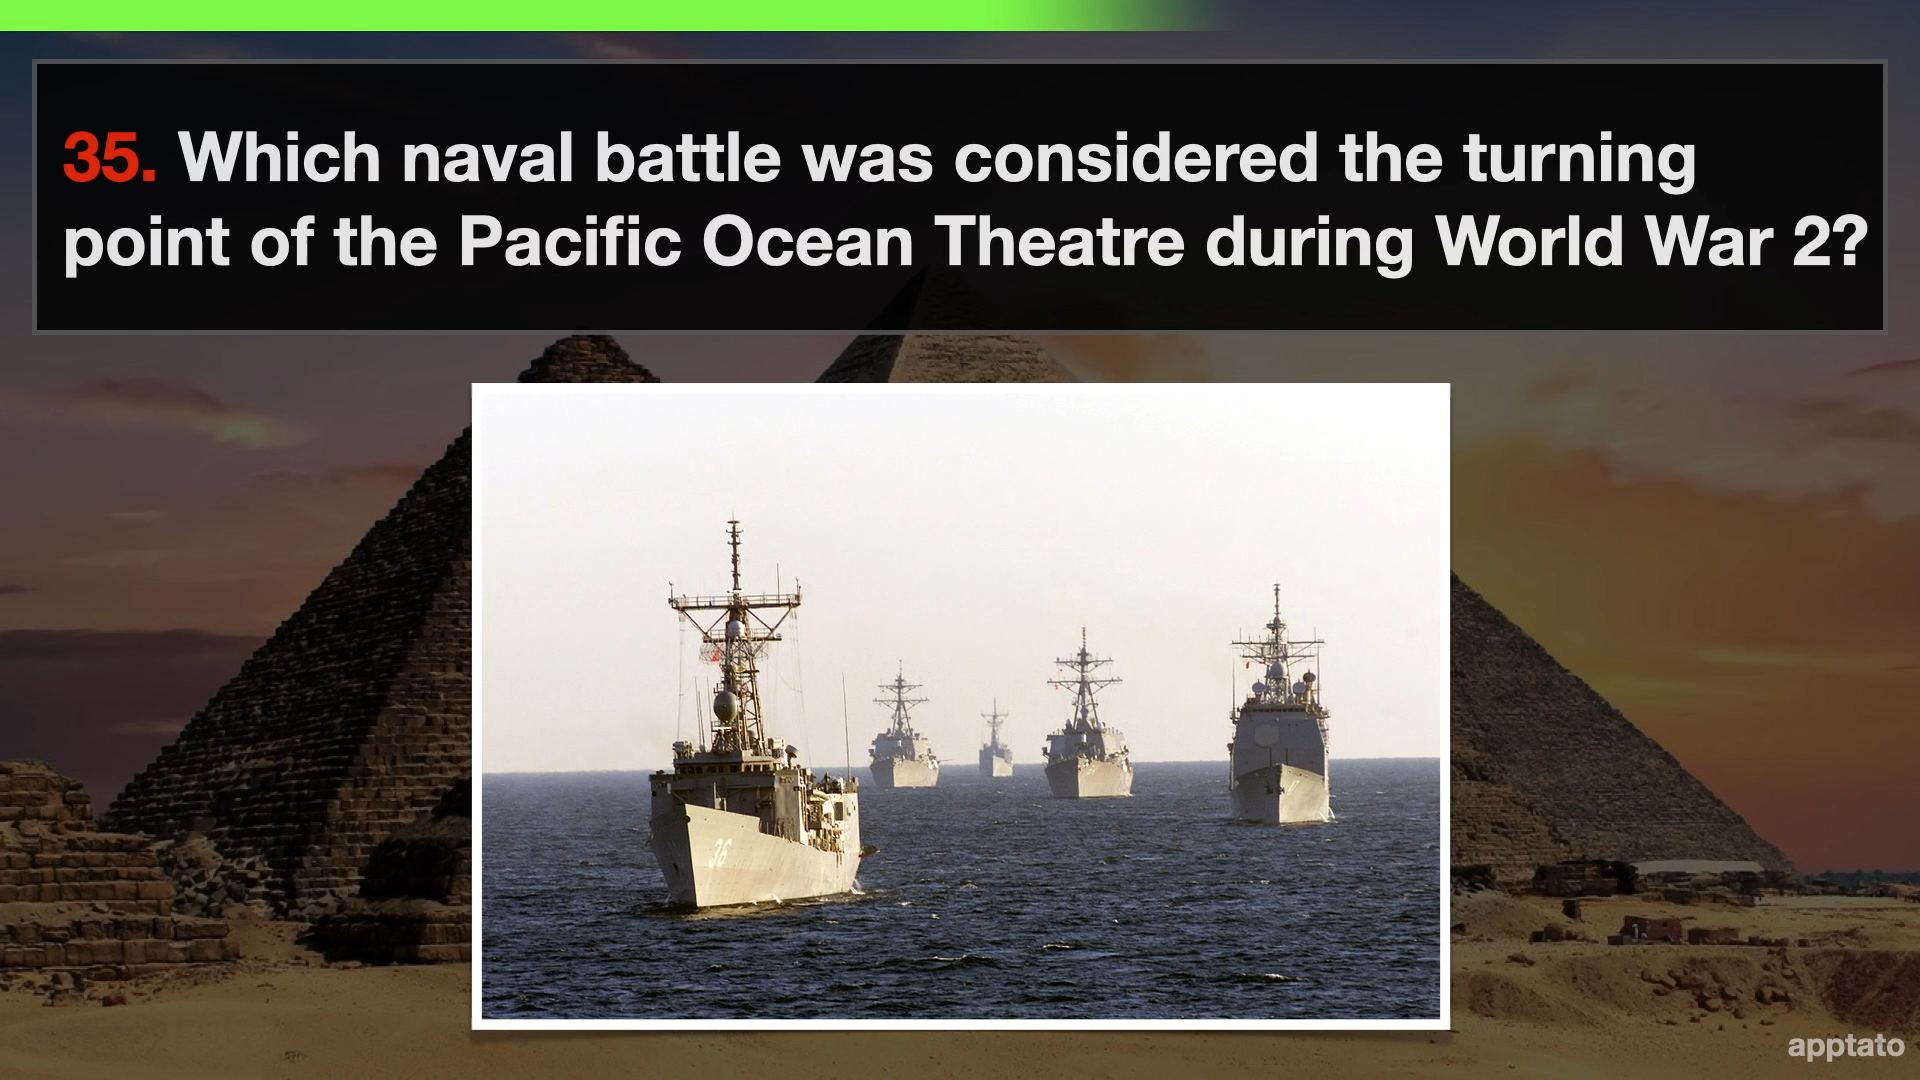 35. Which naval battle was considered the turning
point of the Pacific Ocean Theatre during World War 2?
36
apptato